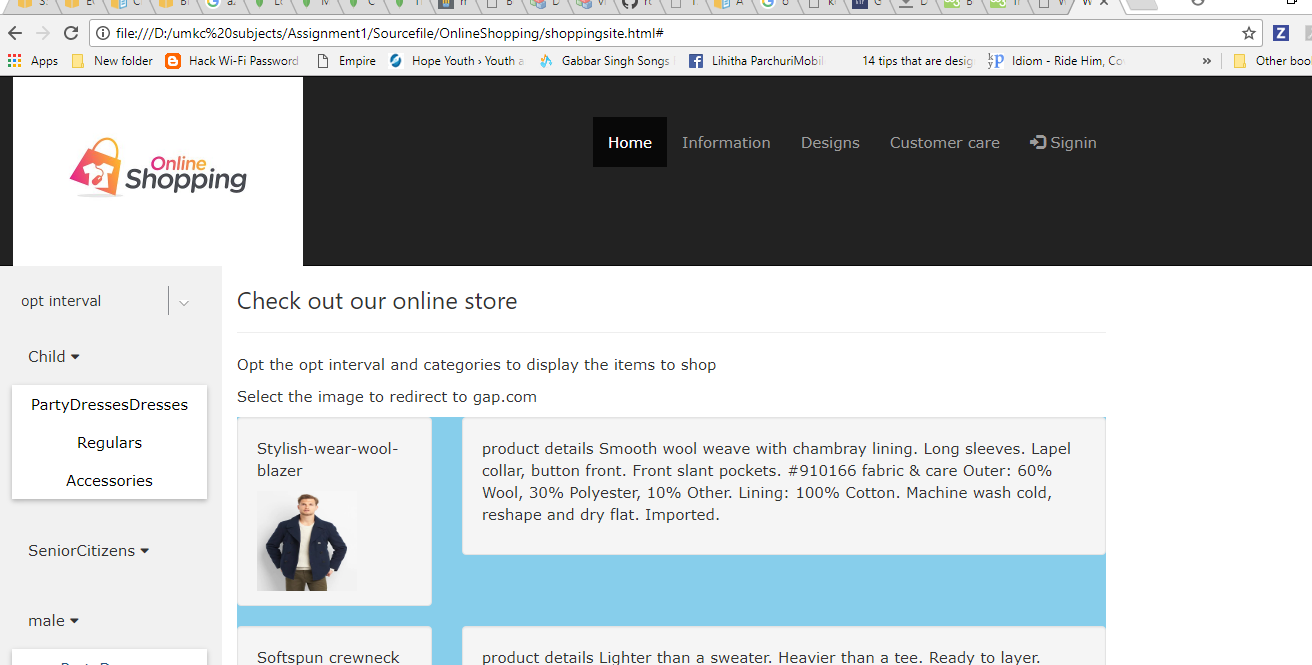 file:///D:/umkc%20subjects/Assignment1/Sourcefile/OnlineShopping/shoppingsite.html#
Apps New folder Hack Wi-Fi Password Empire Hope Youth › Youth a Gabbar Singh Songs Lihitha ParchuriMobil 14 tips that are desig Idiom - Ride Him, Co » Other boo
Online
Shopping
Home Information Designs Customer care Signin
opt interval
Child
PartyDressesDresses
Regulars
Accessories
SeniorCitizens
male
Check out our online store
Opt the opt interval and categories to display the items to shop
Select the image to redirect to gap.com
Stylish-wear-wool-
blazer
product details Smooth wool weave with chambray lining. Long sleeves. Lapel
collar, button front. Front slant pockets. #910166 fabric & care Outer: 60%
Wool, 30% Polyester, 10% Other. Lining: 100% Cotton. Machine wash cold,
reshape and dry flat. Imported.
Softspun crewneck
product details Lighter than a sweater. Heavier than a tee. Ready to layer.